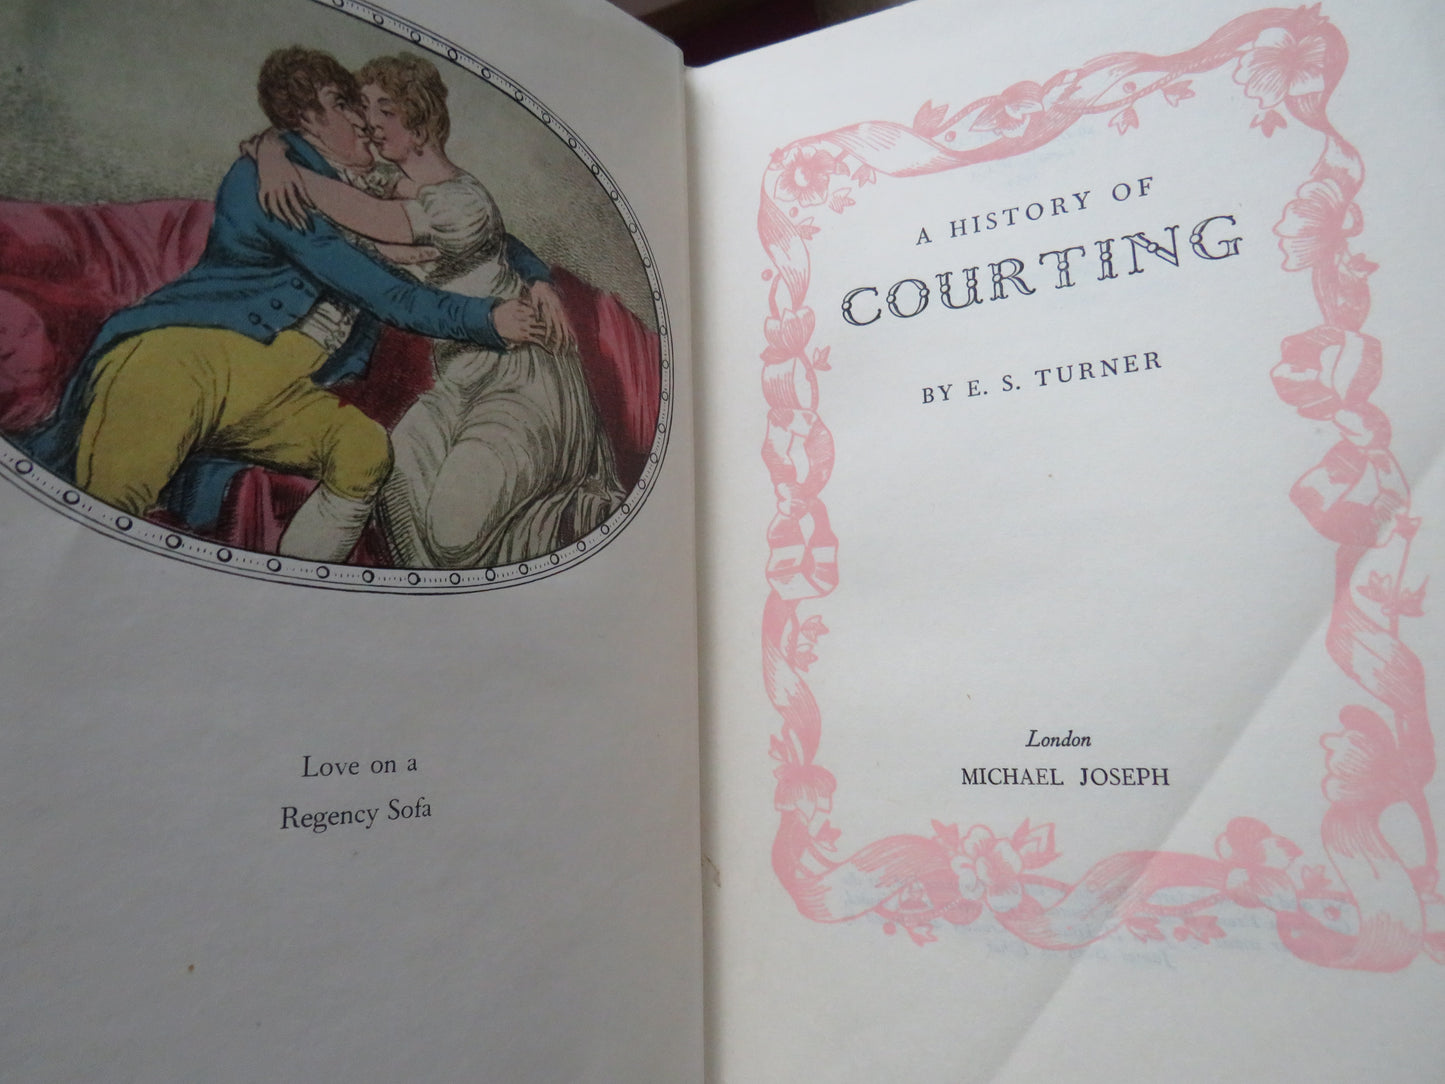 Love on a
Regency Sofa
A HISTORY OF
COURTING
BY E. S. TURNER
London
MICHAEL JOSEPH